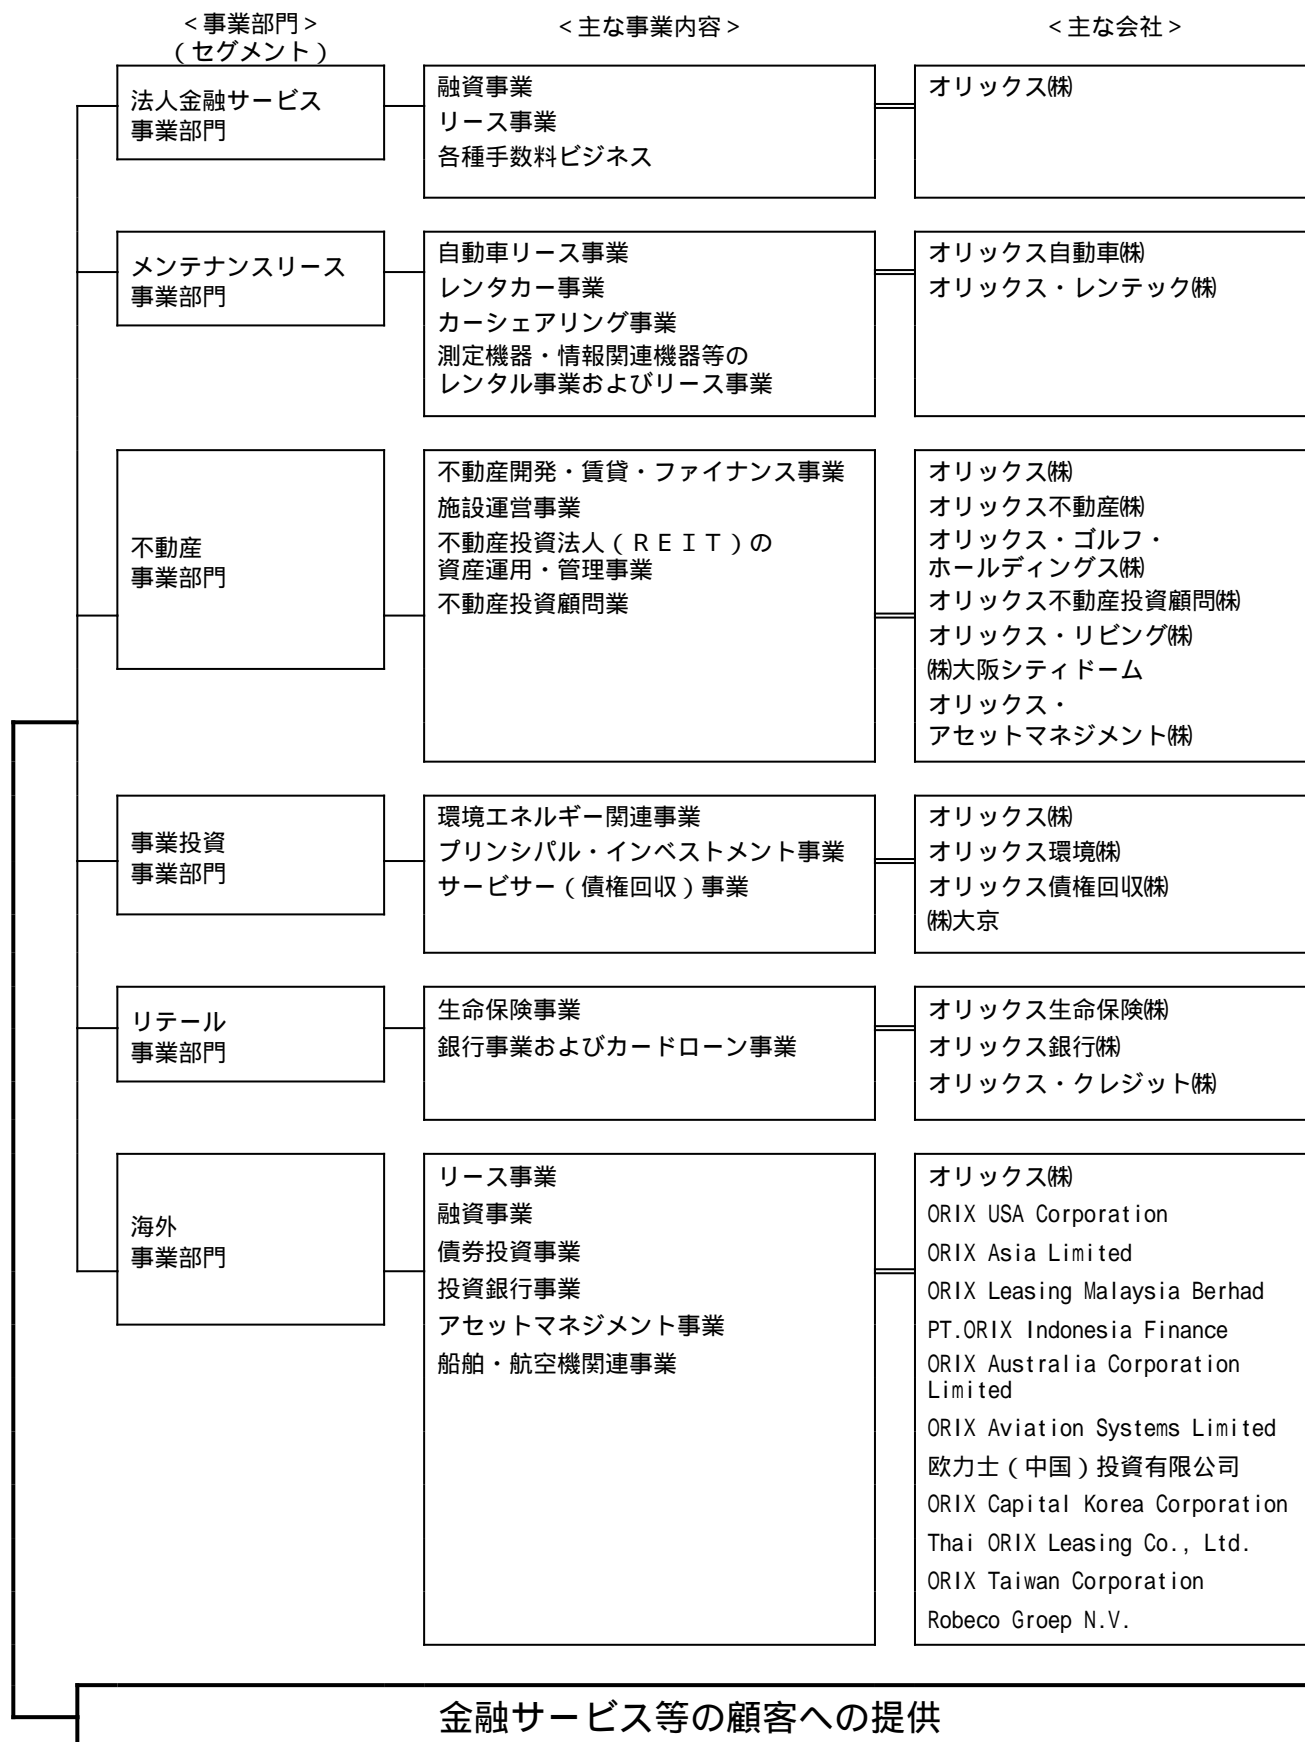 ＜事業部門＞
（セグメント）
＜主な事業内容＞
＜主な会社＞
法人金融サービス
事業部門
融資事業
リース事業
各種手数料ビジネス
オリックス㈱
メンテナンスリース
事業部門
自動車リース事業
レンタカー事業
カーシェアリング事業
測定機器・情報関連機器等の
レンタル事業およびリース事業
オリックス自動車㈱
オリックス・レンテック㈱
不動産
事業部門
不動産開発・賃貸・ファイナンス事業
施設運営事業
不動産投資法人（ＲＥＩＴ）の
資産運用・管理事業
不動産投資顧問業
オリックス㈱
オリックス不動産㈱
オリックス・ゴルフ・
ホールディングス㈱
オリックス不動産投資顧問㈱
オリックス・リビング㈱
㈱大阪シティドーム
オリックス・
アセットマネジメント㈱
事業投資
事業部門
環境エネルギー関連事業
プリンシパル・インベストメント事業
サービサー（債権回収）事業
オリックス㈱
オリックス環境㈱
オリックス債権回収㈱
㈱大京
リテール
事業部門
生命保険事業
銀行事業およびカードローン事業
オリックス生命保険㈱
オリックス銀行㈱
オリックス・クレジット㈱
海外
事業部門
リース事業
融資事業
債券投資事業
投資銀行事業
アセットマネジメント事業
船舶・航空機関連事業
オリックス㈱
ORIX USA Corporation
ORIX Asia Limited
ORIX Leasing Malaysia Berhad
PT.ORIX Indonesia Finance
ORIX Australia Corporation
Limited
ORIX Aviation Systems Limited
欧力士（中国）投資有限公司
ORIX Capital Korea Corporation
Thai ORIX Leasing Co., Ltd.
ORIX Taiwan Corporation
Robeco Groep N.V.
金融サービス等の顧客への提供